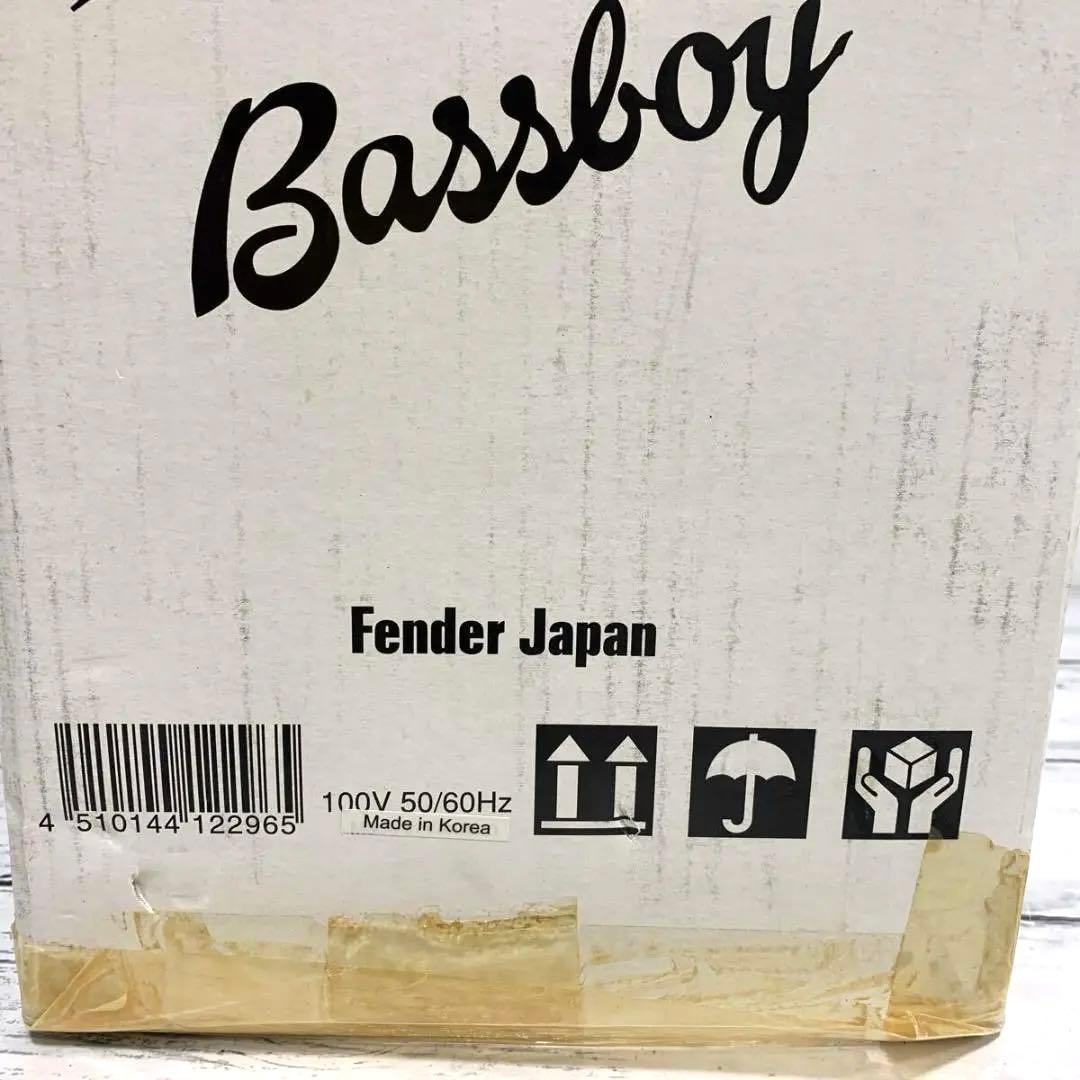 Bassboy
Fender Japan
4 510144 122965
100V 50/60Hz
Made in Korea